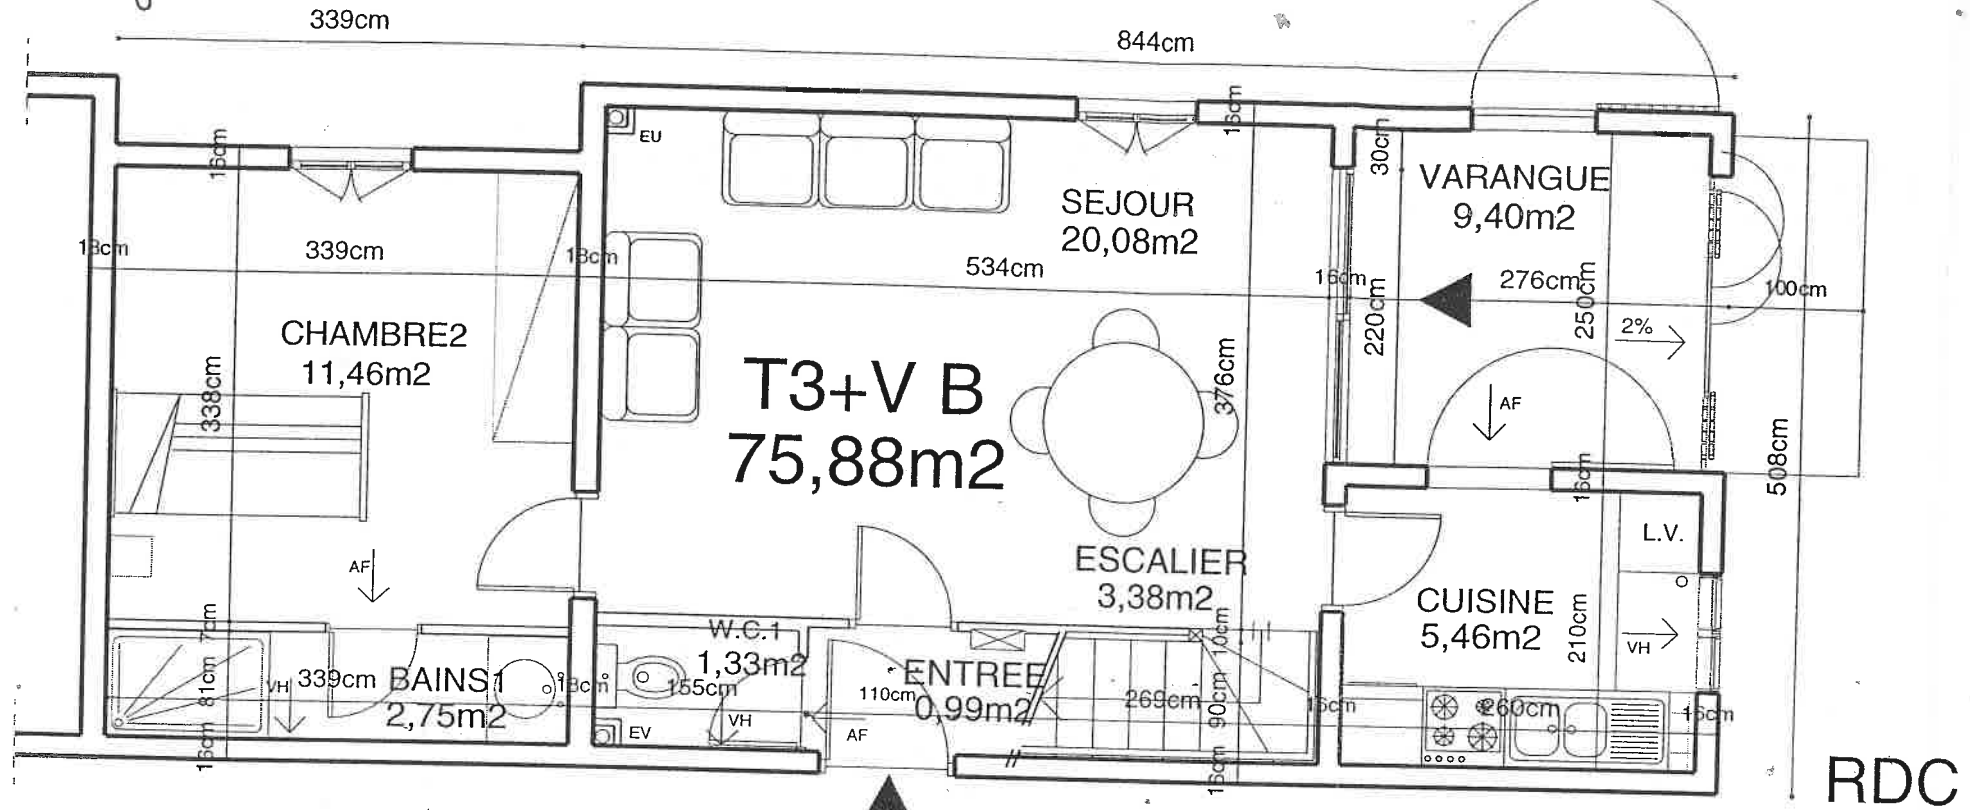 339cm
844cm
16cm
EU
16cm
30cm
VARANGUE
9,40m2
SEJOUR
20,08m2
18cm
339cm
18cm
534cm
16cm
276cm
100cm
220cm
250cm
2%
CHAMBRE2
11,46m2
338cm
T3+V B
75,88m2
376cm
AF
508cm
16cm
L.V.
AF
ESCALIER
3,38m2
CUISINE
5,46m2
210cm
VH
7cm
W.C.1
1,33m2
10cm
81cm
VH
339cm
BAINS1
2,75m2
18cm
155cm
ENTREE
0,99m2
110cm
269cm
90cm
16cm
260cm
16cm
16cm
EV
VH
AF
16cm
RDC